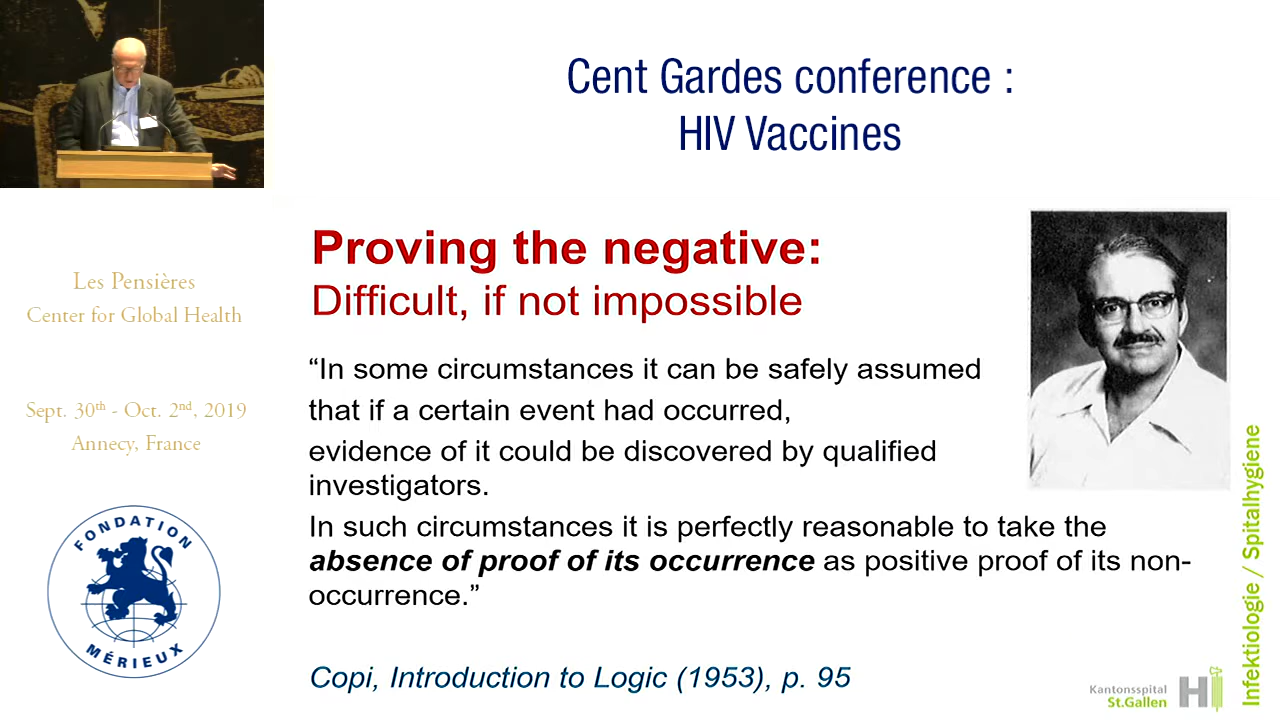 Cent Gardes conference :
HIV Vaccines
Les Pensières
Center for Global Health
Sept. 30th - Oct. 2nd, 2019
Annecy, France
FONDATION
MÉRIEUX
Proving the negative:
Difficult, if not impossible
“In some circumstances it can be safely assumed
that if a certain event had occurred,
evidence of it could be discovered by qualified
investigators.
In such circumstances it is perfectly reasonable to take the
absence of proof of its occurrence as positive proof of its non-
occurrence.”
Copi, Introduction to Logic (1953), p. 95
Infektiologie / Spitalhygiene
Kantonsspital
St.Gallen